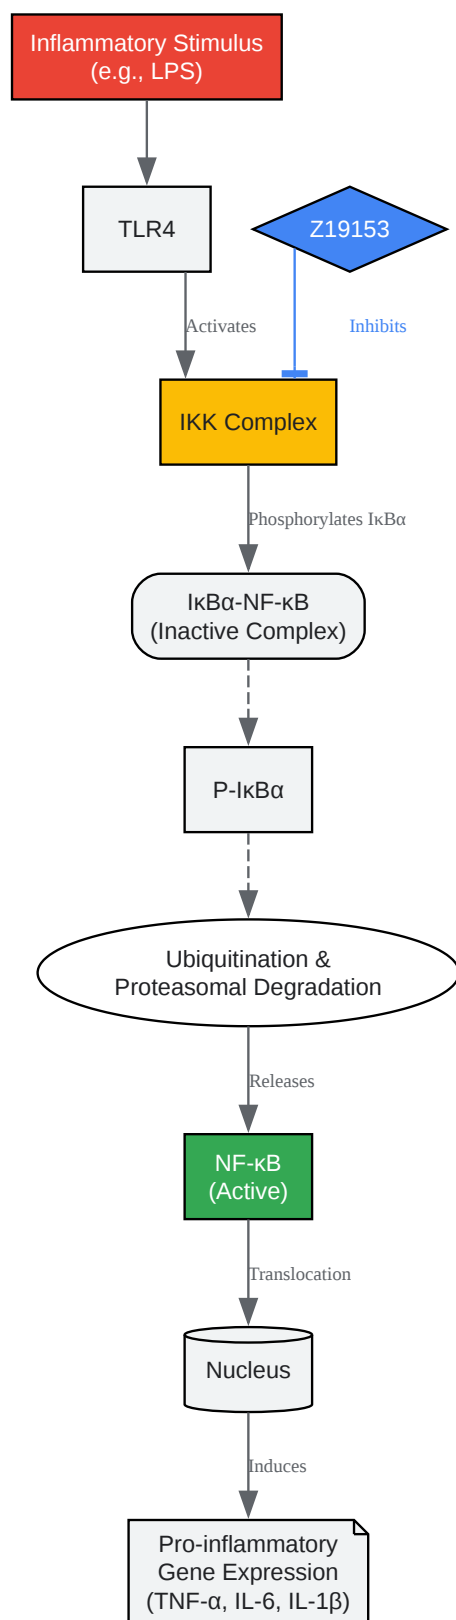 Inflammatory Stimulus
(e.g., LPS)
TLR4
Z19153
Activates
Inhibits
IKK Complex
Phosphorylates IκBα
IκBα-NF-κB
(Inactive Complex)
P-IκBα
Ubiquitination &
Proteasomal Degradation
Releases
NF-κB
(Active)
Translocation
Nucleus
Induces
Pro-inflammatory
Gene Expression
(TNF-α, IL-6, IL-1β)